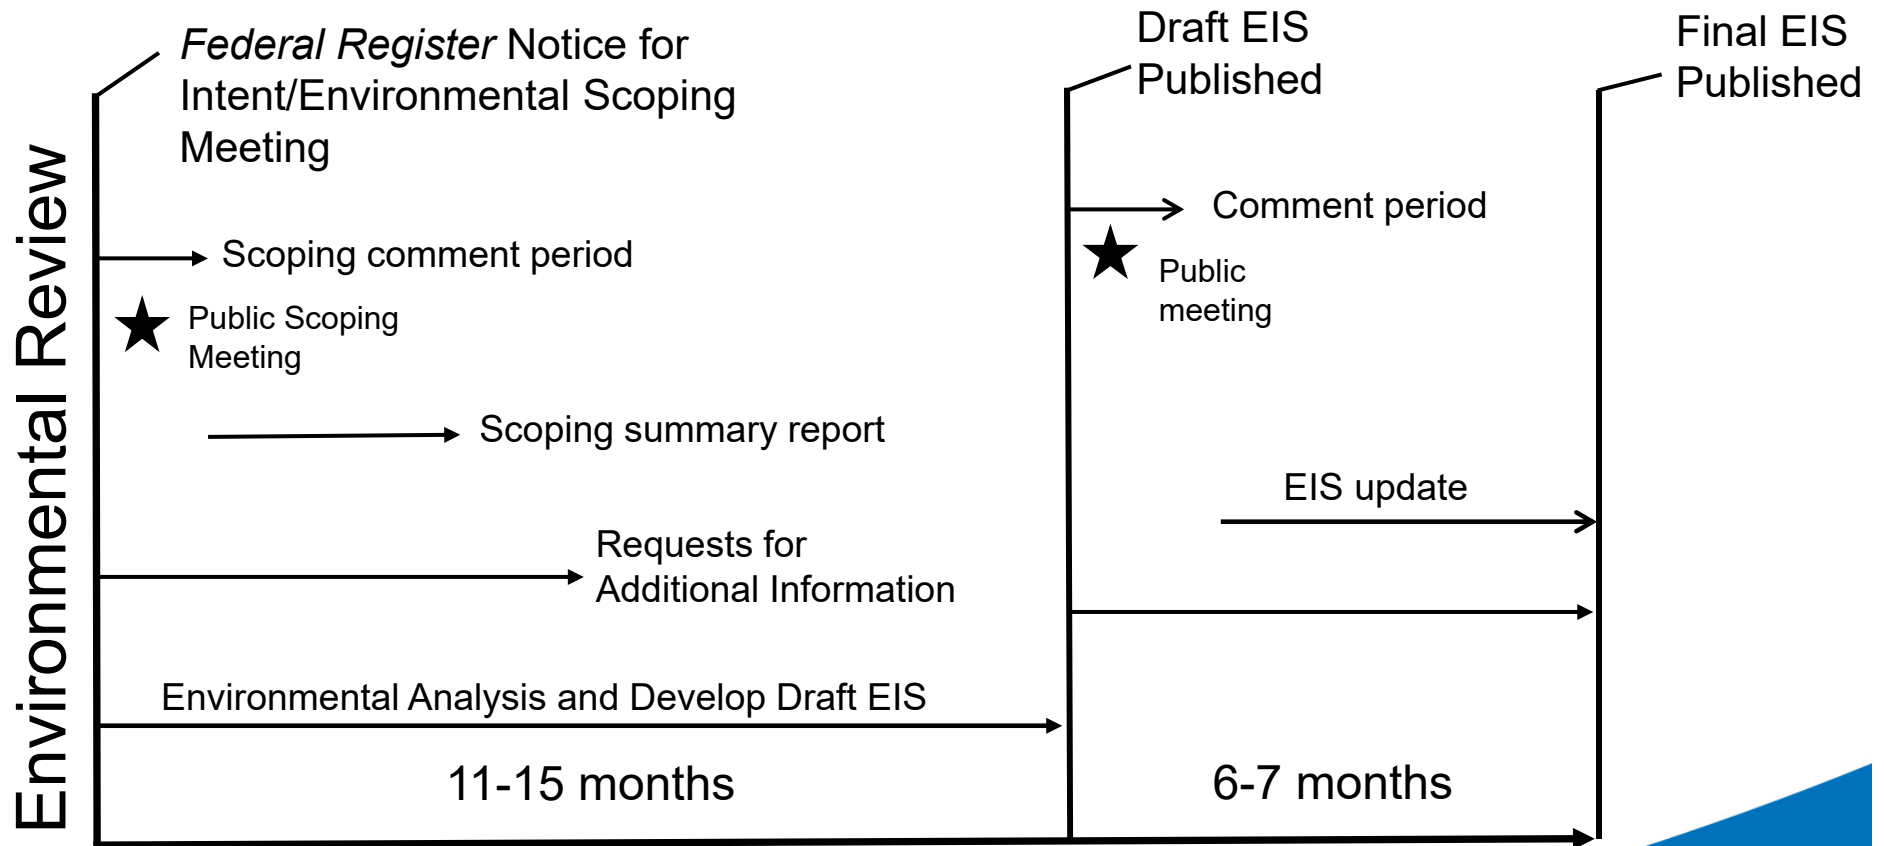 Environmental Review
Federal Register Notice for
Intent/Environmental Scoping
Meeting
Scoping comment period
Public Scoping
Meeting
Scoping summary report
Requests for
Additional Information
Environmental Analysis and Develop Draft EIS
11-15 months
Draft EIS
Published
Comment period
Public
meeting
EIS update
6-7 months
Final EIS
Published